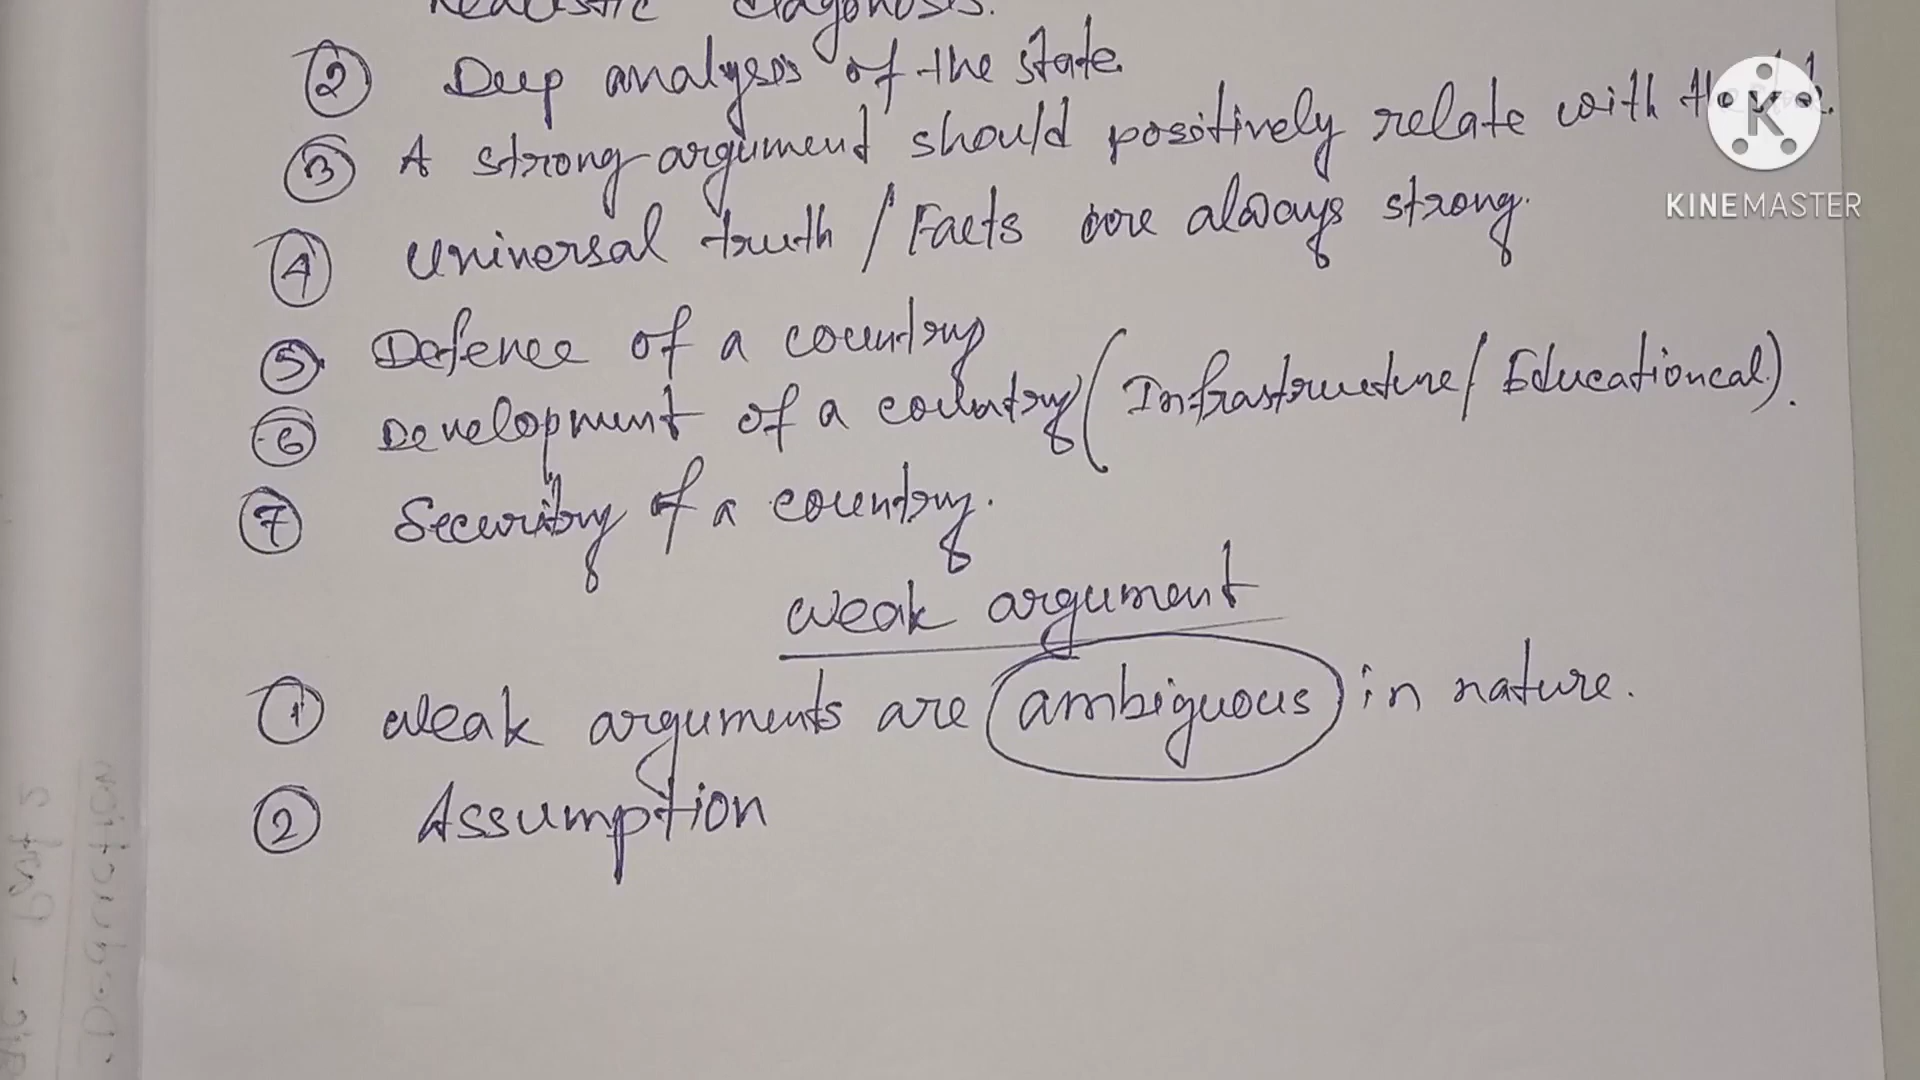 Realistic diagonosis.
② Deep analysis of the state.
③ A strong argument should positively relate with the
④ Universal truth / Facts are always strong.
⑤ Defence of a country
⑥ Development of a country (Infrastructure / Educational).
⑦ Security of a country.
weak argument
① weak arguments are ambiguous in nature.
② Assumption
KINEMASTER